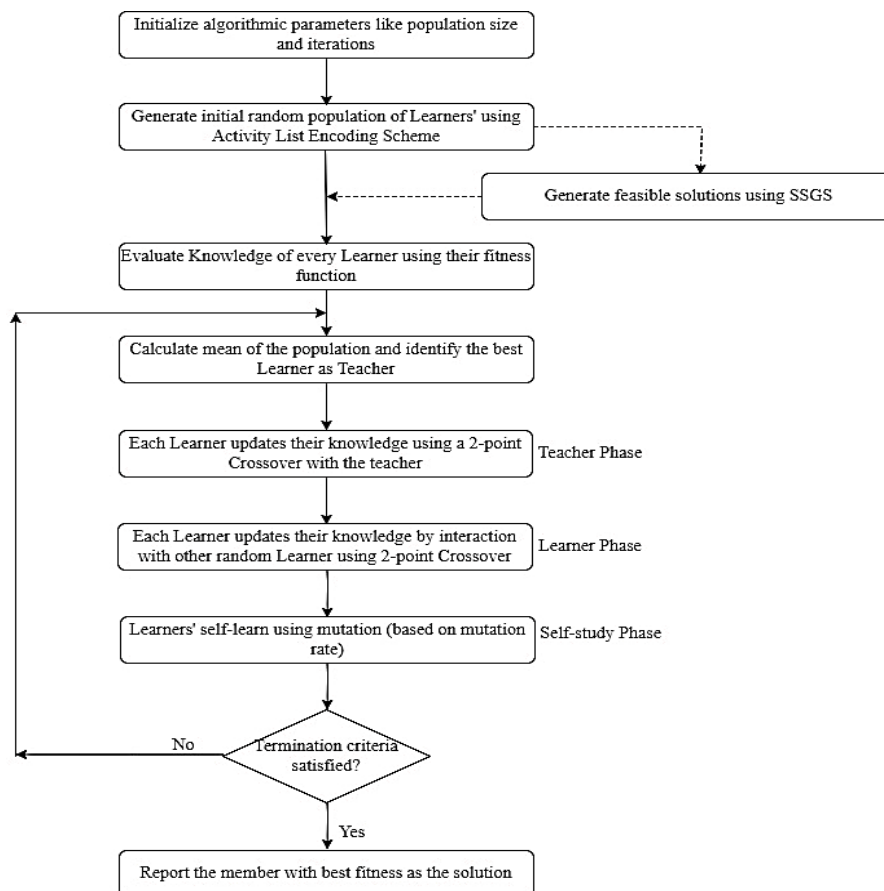 Initialize algorithmic parameters like population size
and iterations
Generate initial random population of Learners' using
Activity List Encoding Scheme
Generate feasible solutions using SSGS
Evaluate Knowledge of every Learner using their fitness
function
Calculate mean of the population and identify the best
Learner as Teacher
Each Learner updates their knowledge using a 2-point
Crossover with the teacher
Teacher Phase
Each Learner updates their knowledge by interaction
with other random Learner using 2-point Crossover
Learner Phase
Learners' self-learn using mutation (based on mutation
rate)
Self-study Phase
No
Termination criteria
satisfied?
Yes
Report the member with best fitness as the solution